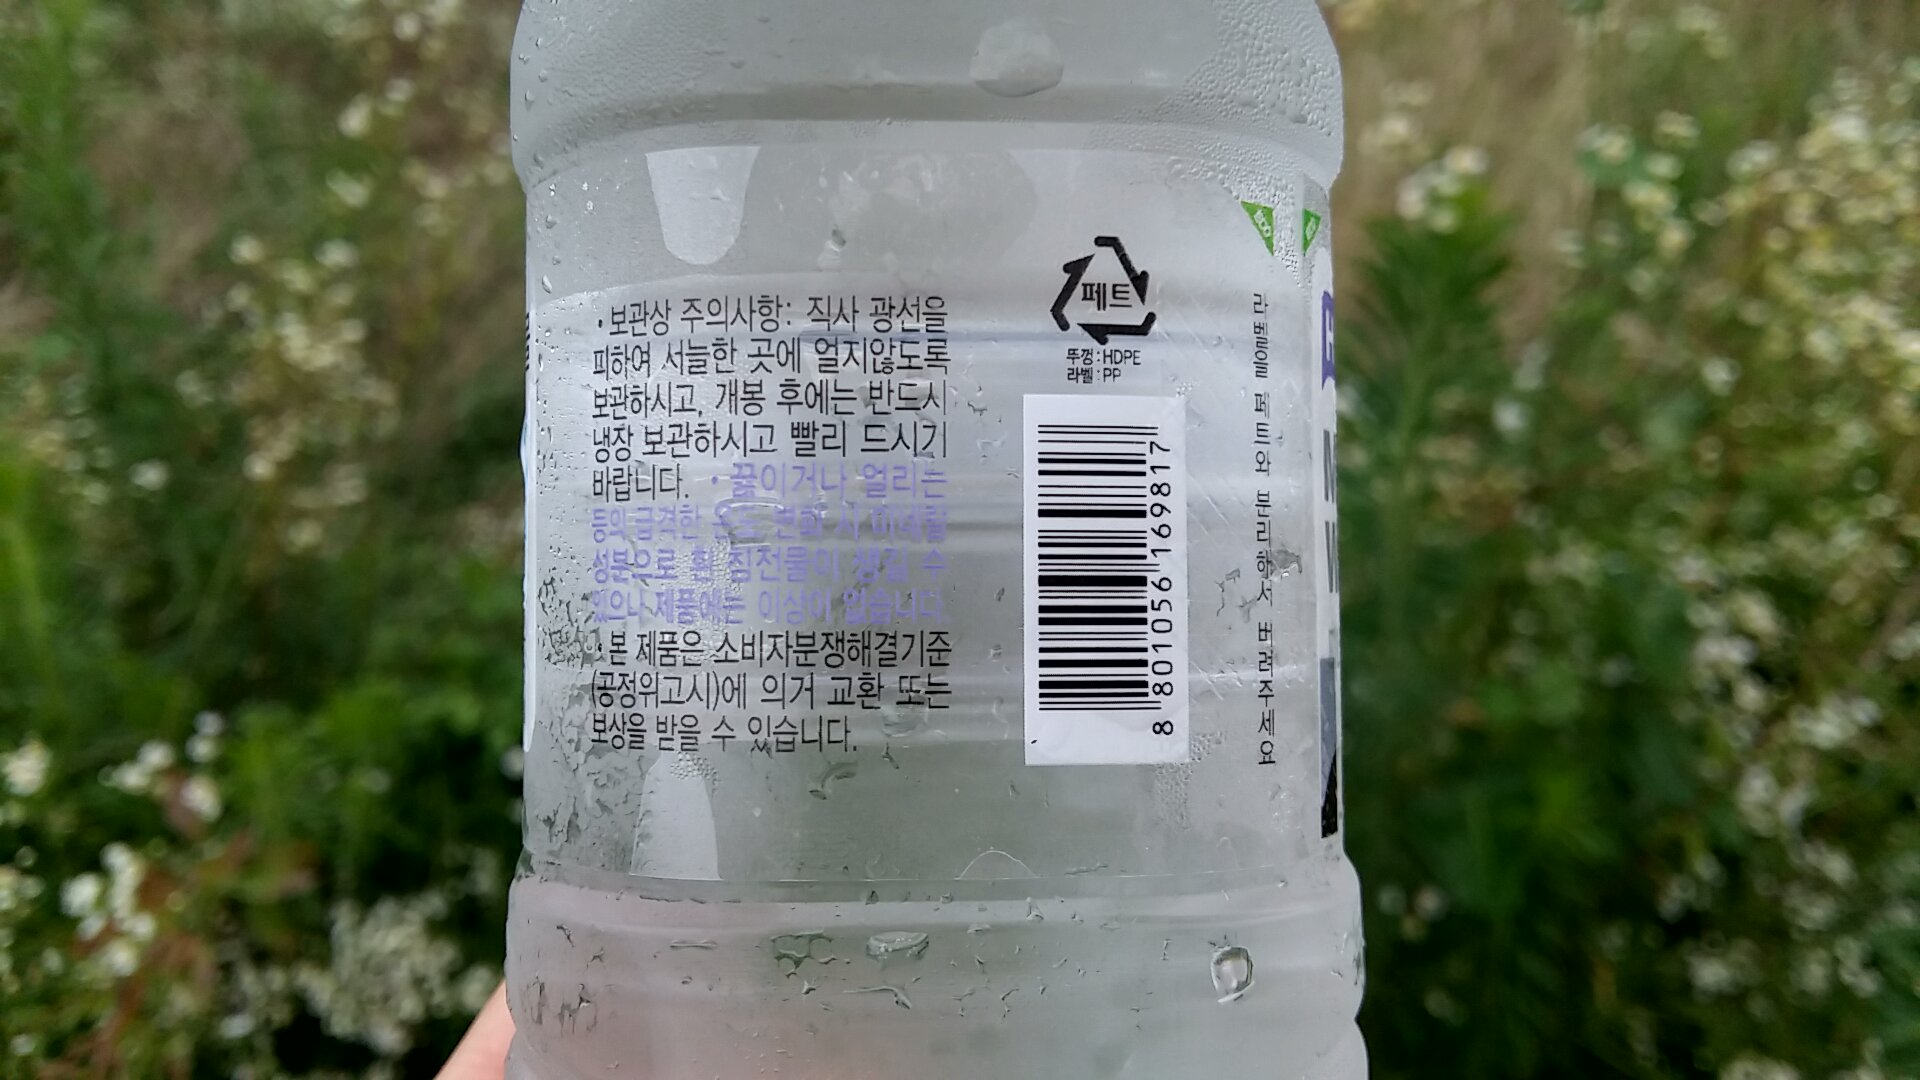 • 보관상 주의사항: 직사 광선을
피하여 서늘한 곳에 얼지않도록
보관하시고, 개봉 후에는 반드시
냉장 보관하시고 빨리 드시기
바랍니다. • 끓이거나 얼리는
등의 급격한 온도 변화 시 미네랄
성분으로 흰 침전물이 생길 수
있으나 제품에는 이상이 없습니다.
• 본 제품은 소비자분쟁해결기준
(공정위고시)에 의거 교환 또는
보상을 받을 수 있습니다.
페트
뚜껑 : HDPE
라벨 : PP
8 801056 169817
라벨을 페트와 분리하여 버려주세요